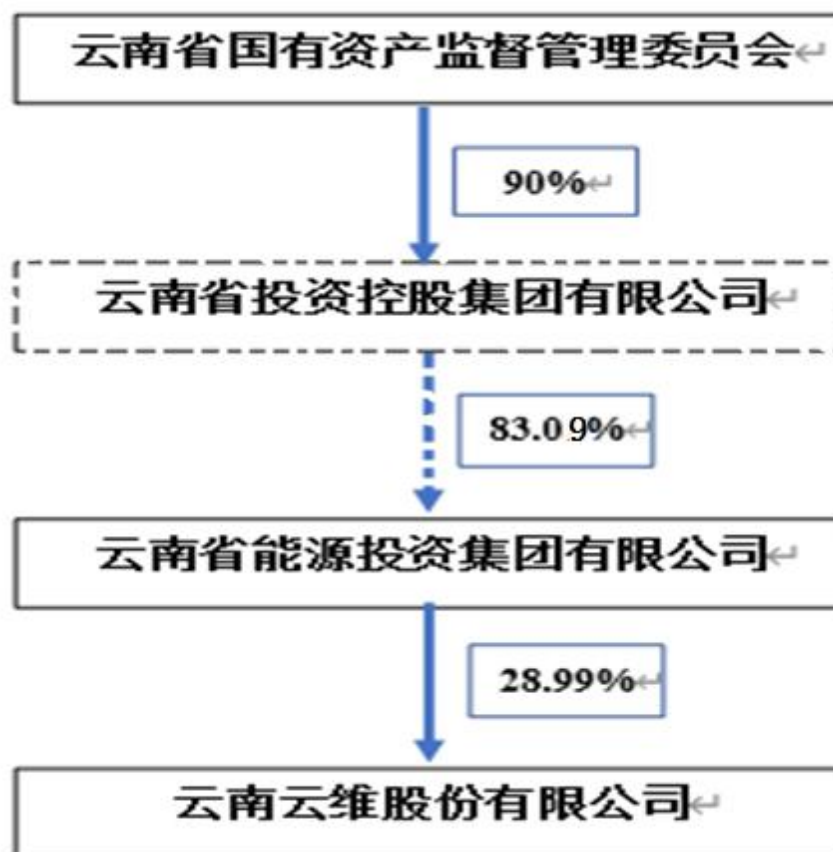 云南省国有资产监督管理委员会↵
90%↵
云南省投资控股集团有限公司↵
83.09%↵
云南省能源投资集团有限公司↵
28.99%↵
云南云维股份有限公司↵